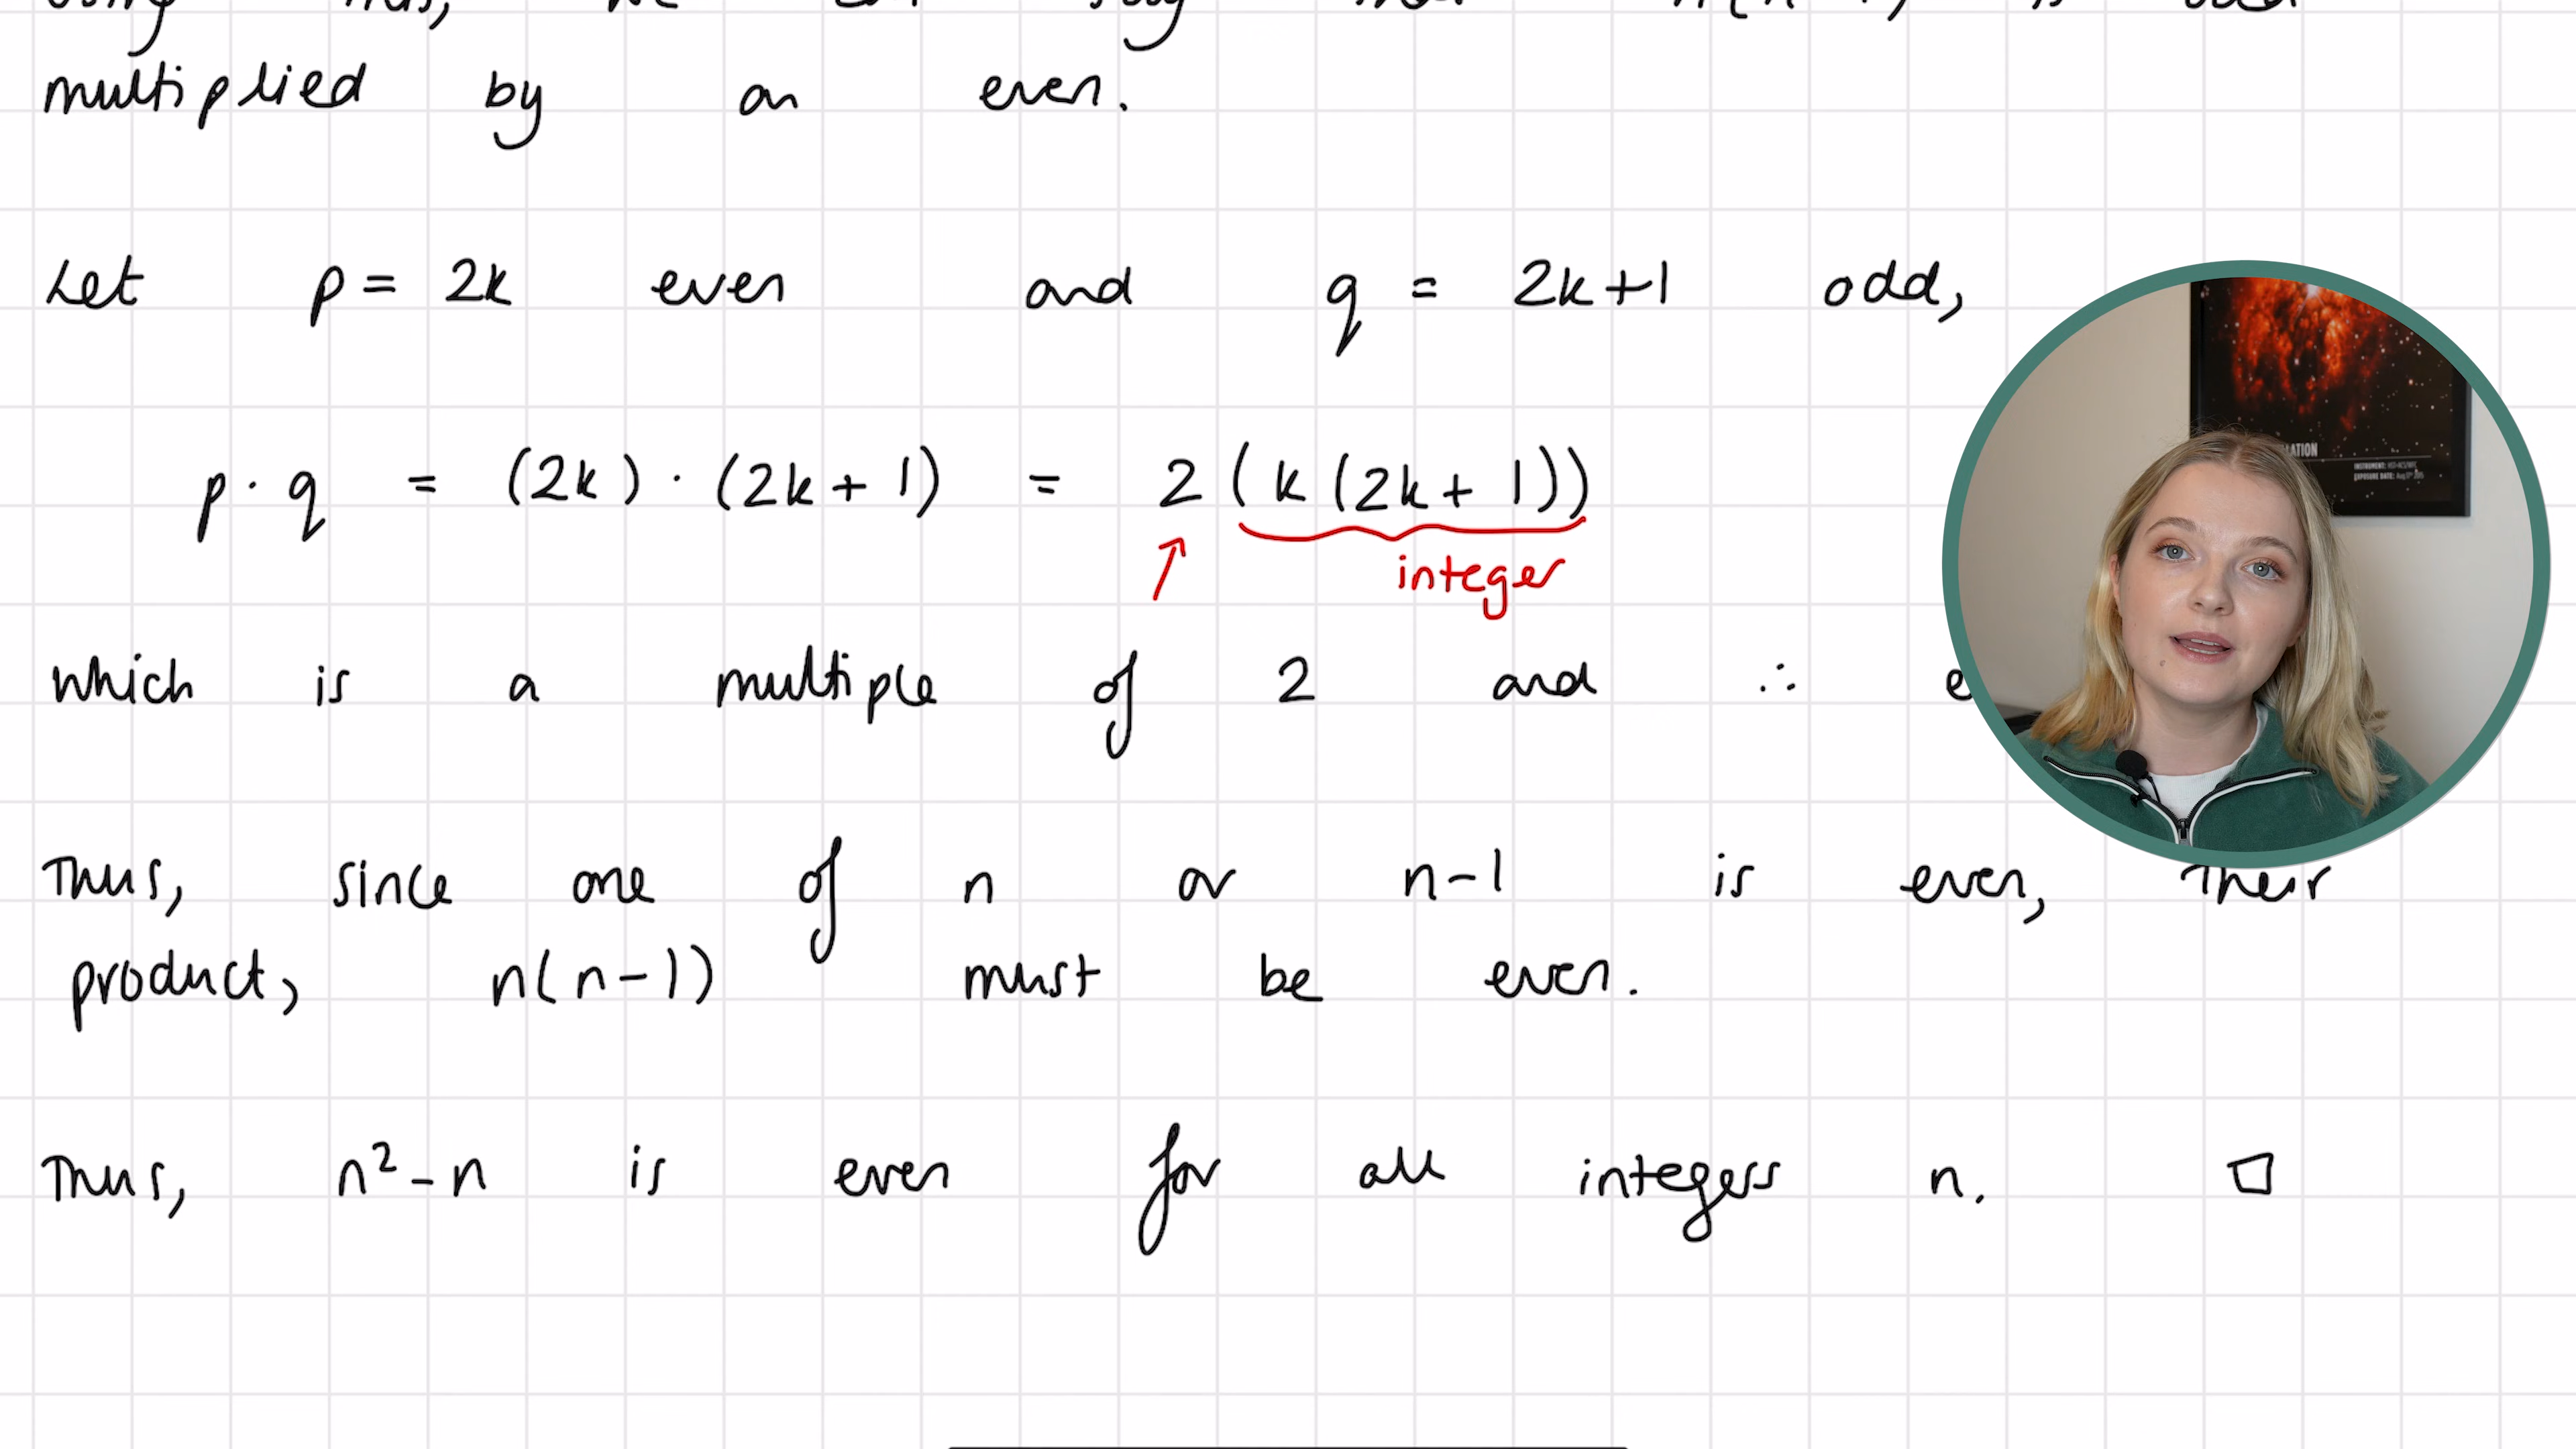 multiplied by an even.
Let p = 2k even and q = 2k+1 odd,
p · q = (2k) · (2k + 1) = 2 (k (2k + 1))
integer
which is a multiple of 2 and ∴
Thus, since one of n or n-1 is even, their
product, n(n-1) must be even.
Thus, n² - n is even for all integers n. □